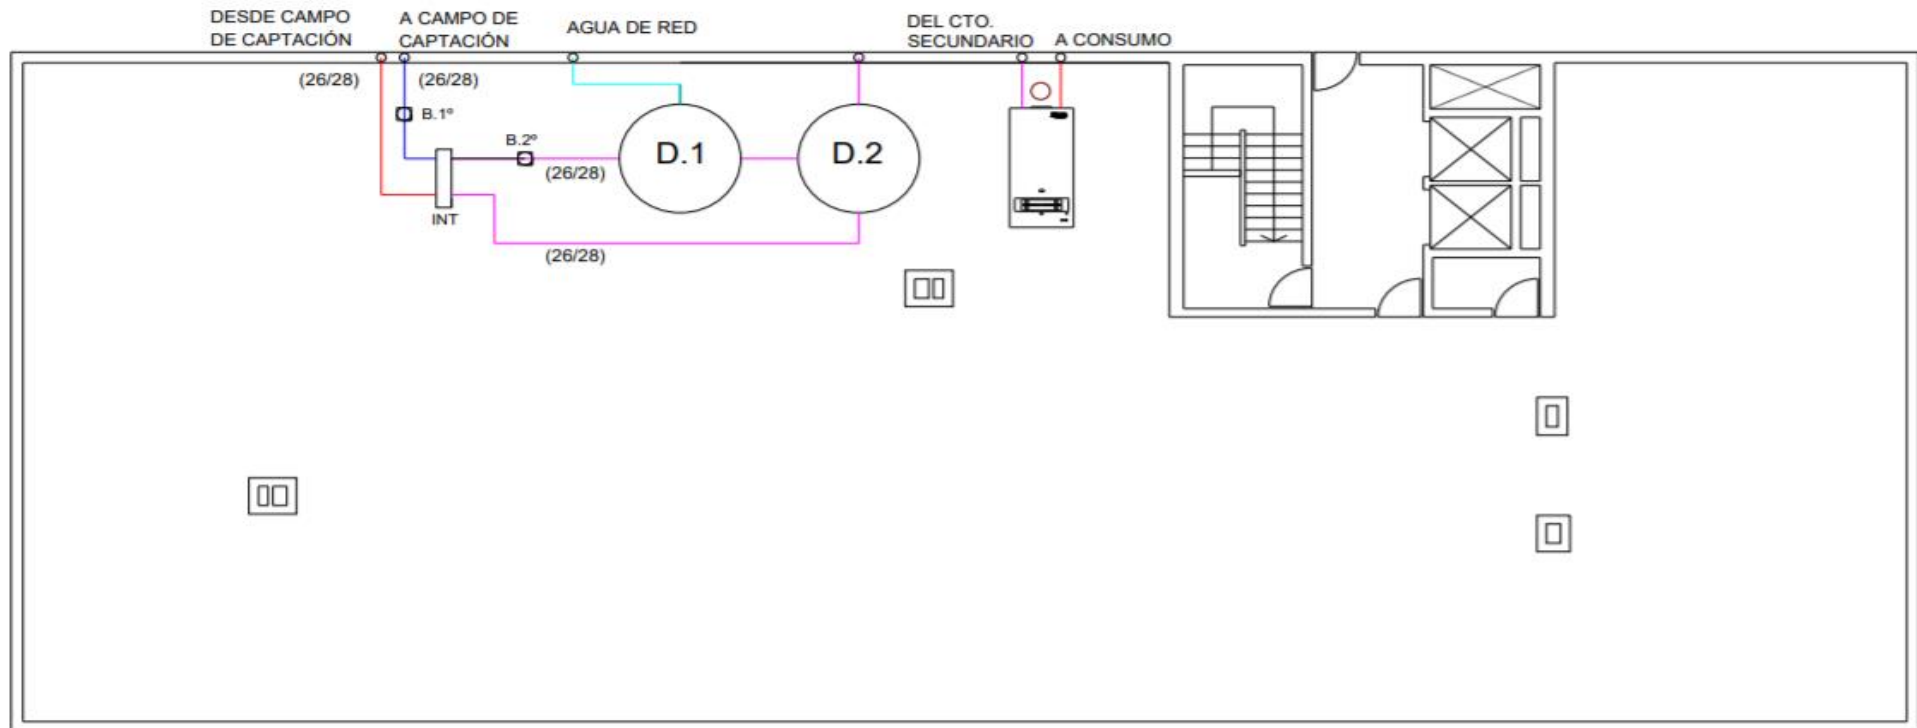 DESDE CAMPO
DE CAPTACIÓN
A CAMPO DE
CAPTACIÓN
AGUA DE RED
DEL CTO.
SECUNDARIO
A CONSUMO
(26/28)
(26/28)
B.1º
B.2º
(26/28)
D.1
D.2
INT
(26/28)